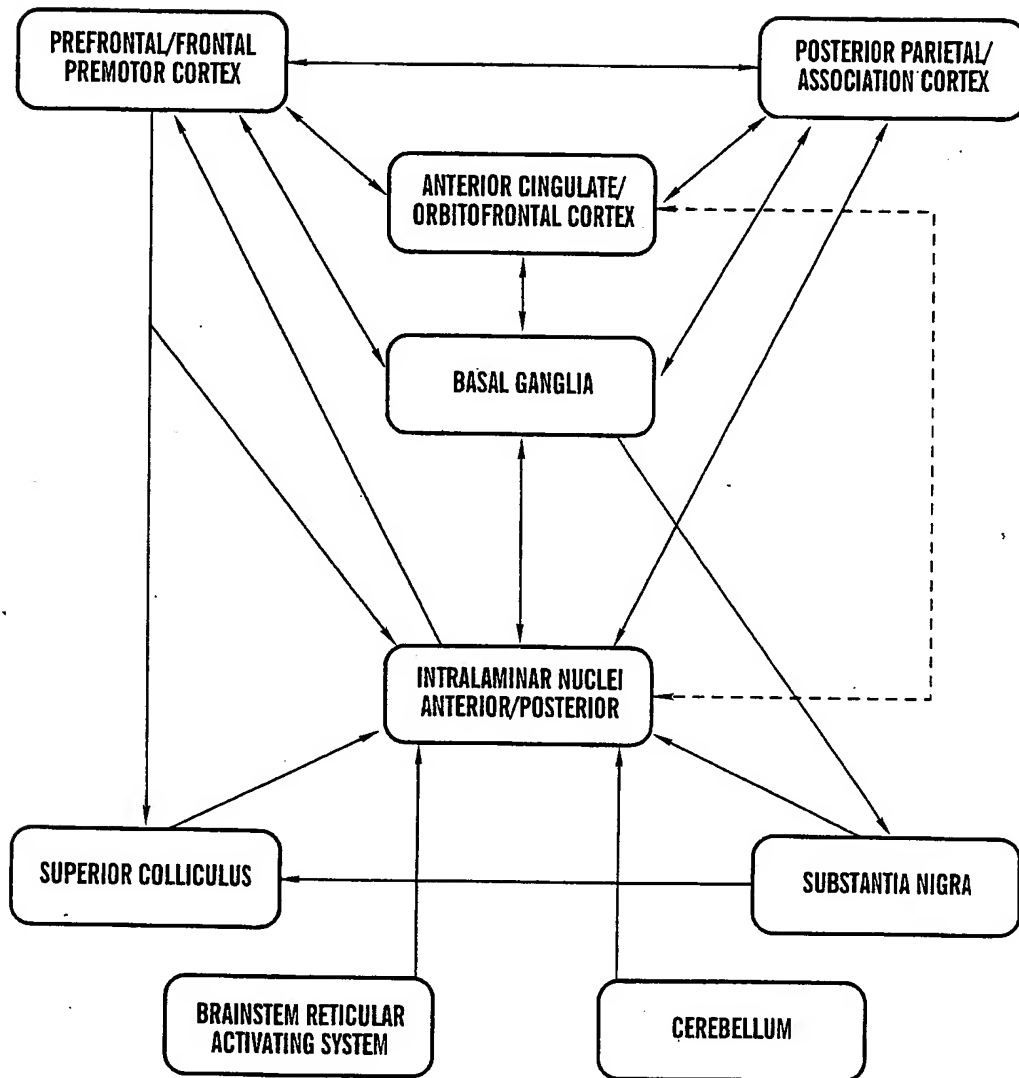 PREFRONTAL/FRONTAL
PREMOTOR CORTEX
POSTERIOR PARIETAL/
ASSOCIATION CORTEX
ANTERIOR CINGULATE/
ORBITOFRONTAL CORTEX
BASAL GANGLIA
INTRALAMINAR NUCLEI
ANTERIOR/POSTERIOR
SUPERIOR COLLICULUS
SUBSTANTIA NIGRA
BRAINSTEM RETICULAR
ACTIVATING SYSTEM
CEREBELLUM